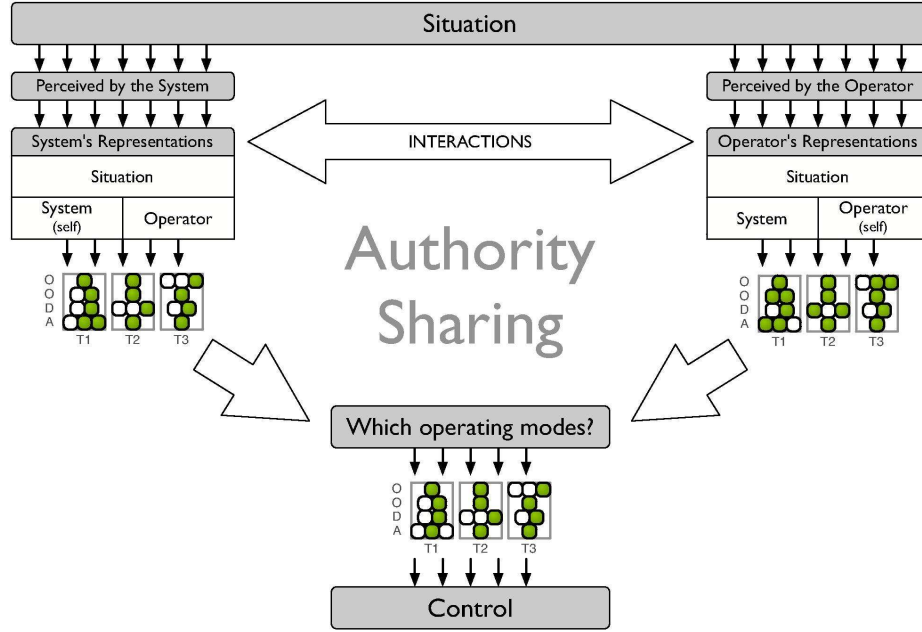 Situation
Perceived by the System
Perceived by the Operator
System's Representations
INTERACTIONS
Operator's Representations
Situation
Situation
System
(self)
Operator
System
Operator
(self)
Authority
Sharing
O
O
D
A
T1 T2 T3
O
O
D
A
T1 T2 T3
Which operating modes?
O
O
D
A
T1 T2 T3
Control